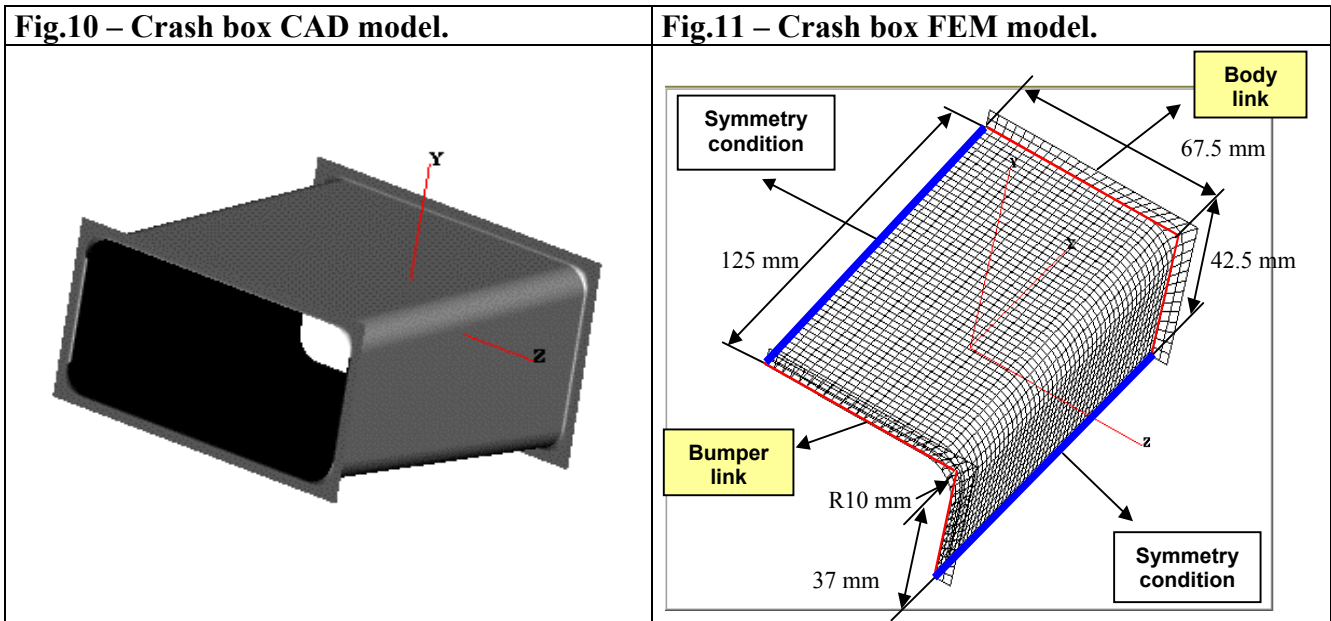 Fig.10 – Crash box CAD model.
Fig.11 – Crash box FEM model.
Y
Z
Body
link
Symmetry
condition
67.5 mm
Y
125 mm
42.5 mm
Z
Bumper
link
R10 mm
37 mm
Symmetry
condition